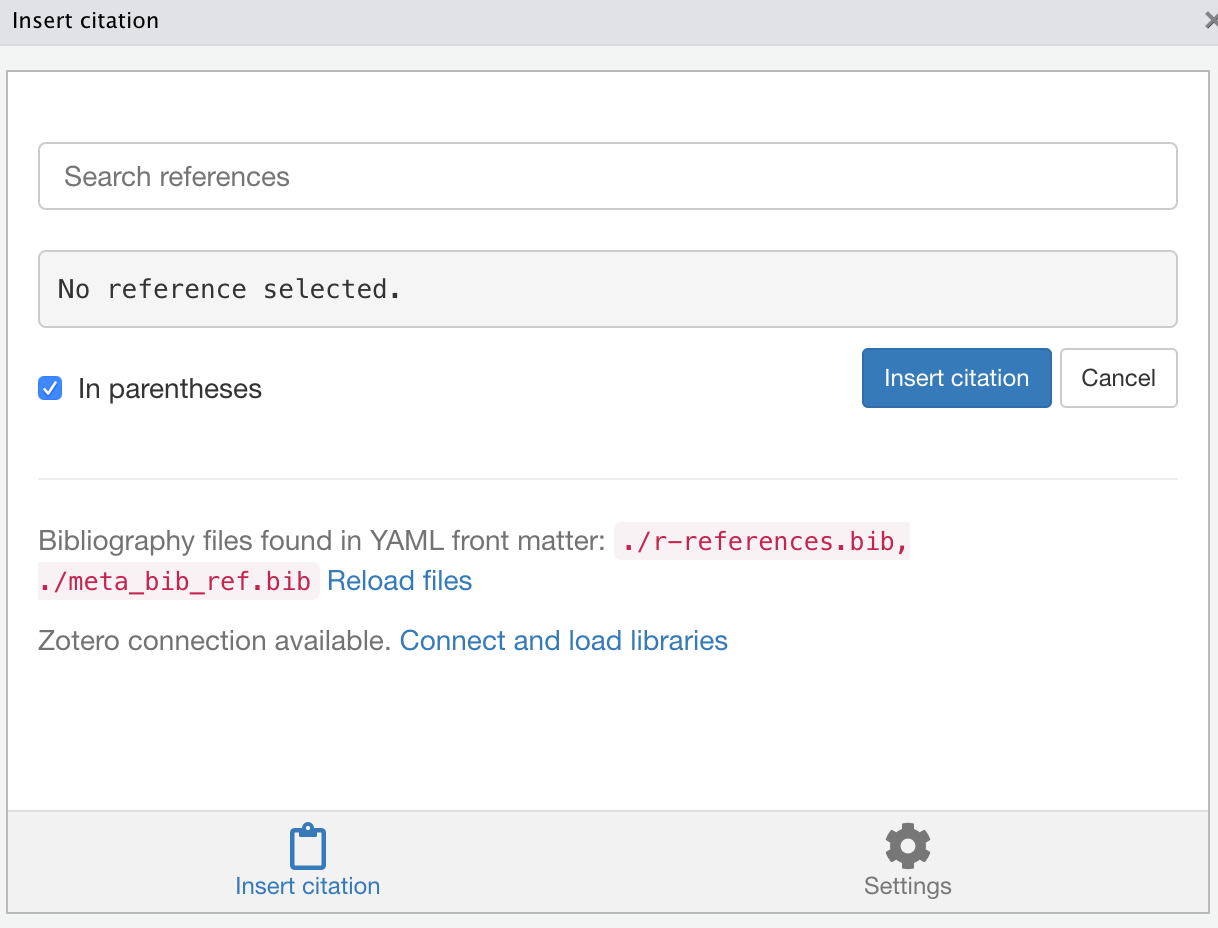 Insert citation
Search references
No reference selected.
In parentheses
Insert citation
Cancel
Bibliography files found in YAML front matter: ./r-references.bib,
./meta_bib_ref.bib Reload files
Zotero connection available. Connect and load libraries
Insert citation
Settings